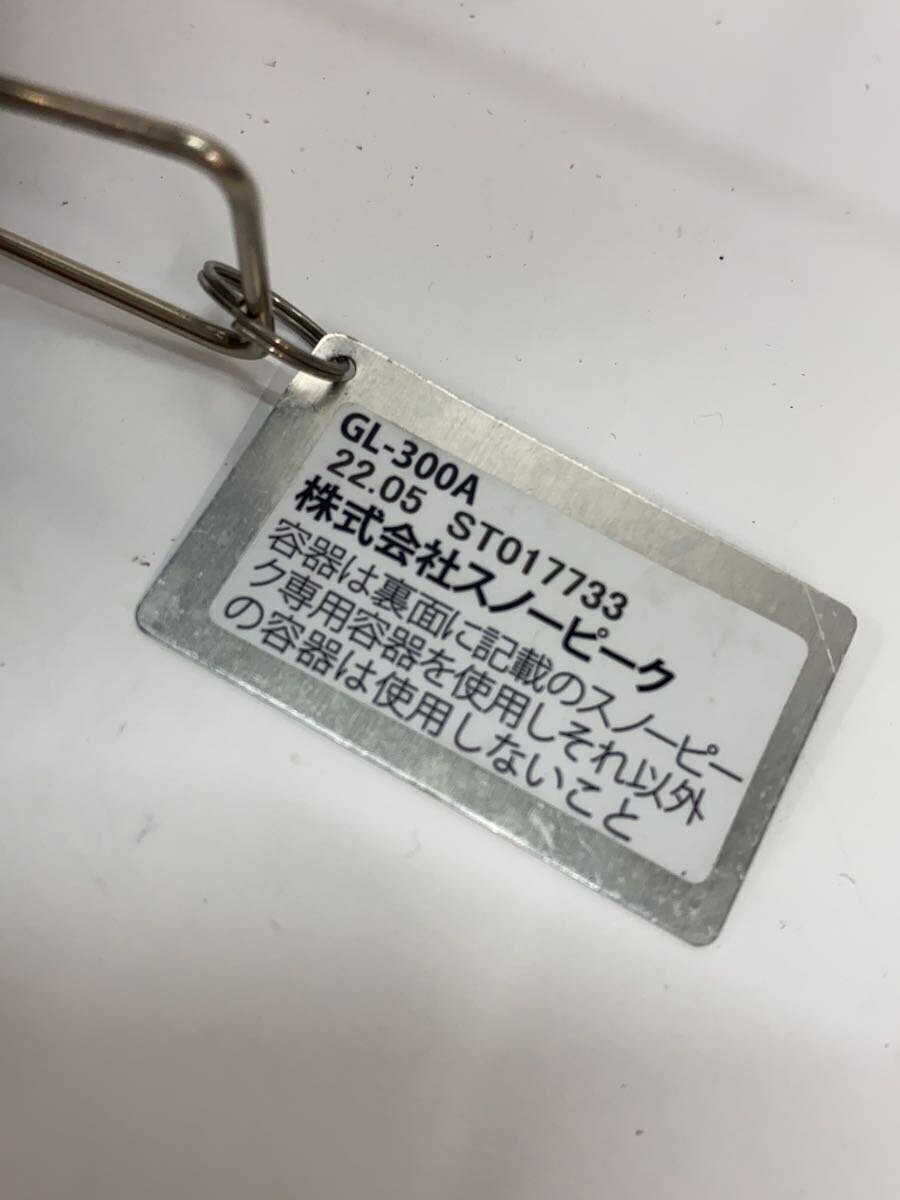 GL-300A
22.05 ST017733
株式会社スノーピーク
容器は裏面に記載のスノーピー
ク専用容器を使用しそれ以外
の容器は使用しないこと